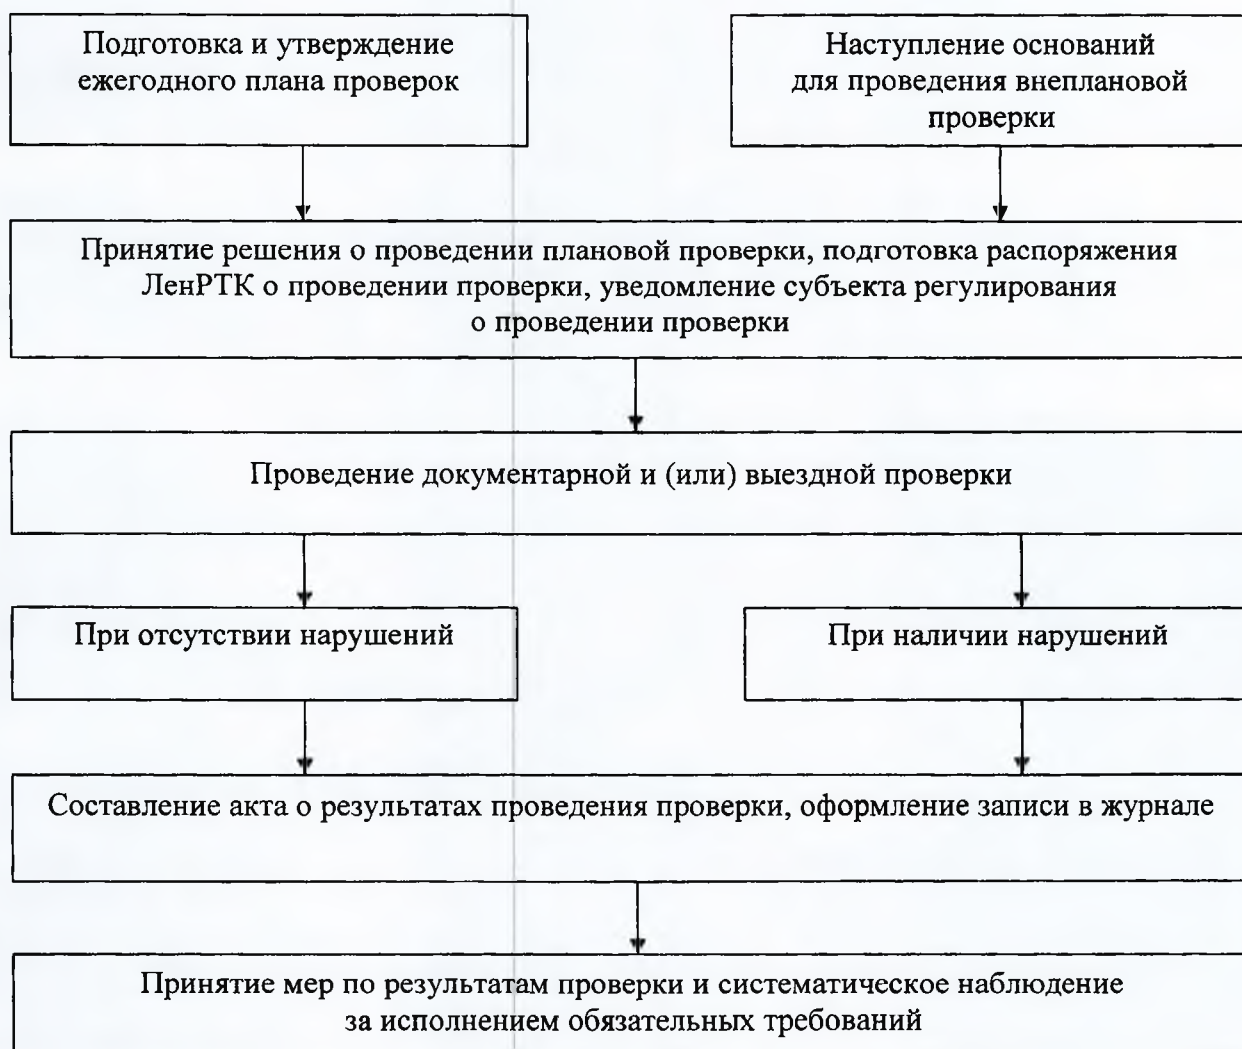 Подготовка и утверждение
ежегодного плана проверок
Наступление оснований
для проведения внеплановой
проверки
Принятие решения о проведении плановой проверки, подготовка распоряжения
ЛенРТК о проведении проверки, уведомление субъекта регулирования
о проведении проверки
Проведение документарной и (или) выездной проверки
При отсутствии нарушений
При наличии нарушений
Составление акта о результатах проведения проверки, оформление записи в журнале
Принятие мер по результатам проверки и систематическое наблюдение
за исполнением обязательных требований